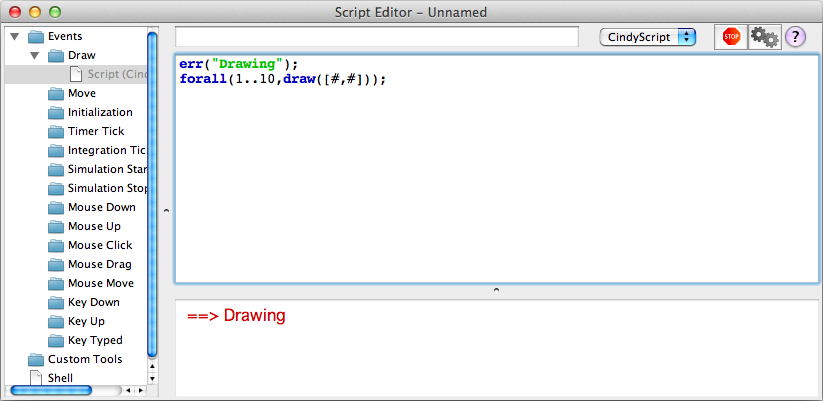 Script Editor – Unnamed
CindyScript
STOP
?
Events
Draw
Script (Cind
Move
Initialization
Timer Tick
Integration Tic
Simulation Star
Simulation Stop
Mouse Down
Mouse Up
Mouse Click
Mouse Drag
Mouse Move
Key Down
Key Up
Key Typed
Custom Tools
Shell
err("Drawing");
forall(1..10,draw([#,#]));
==> Drawing